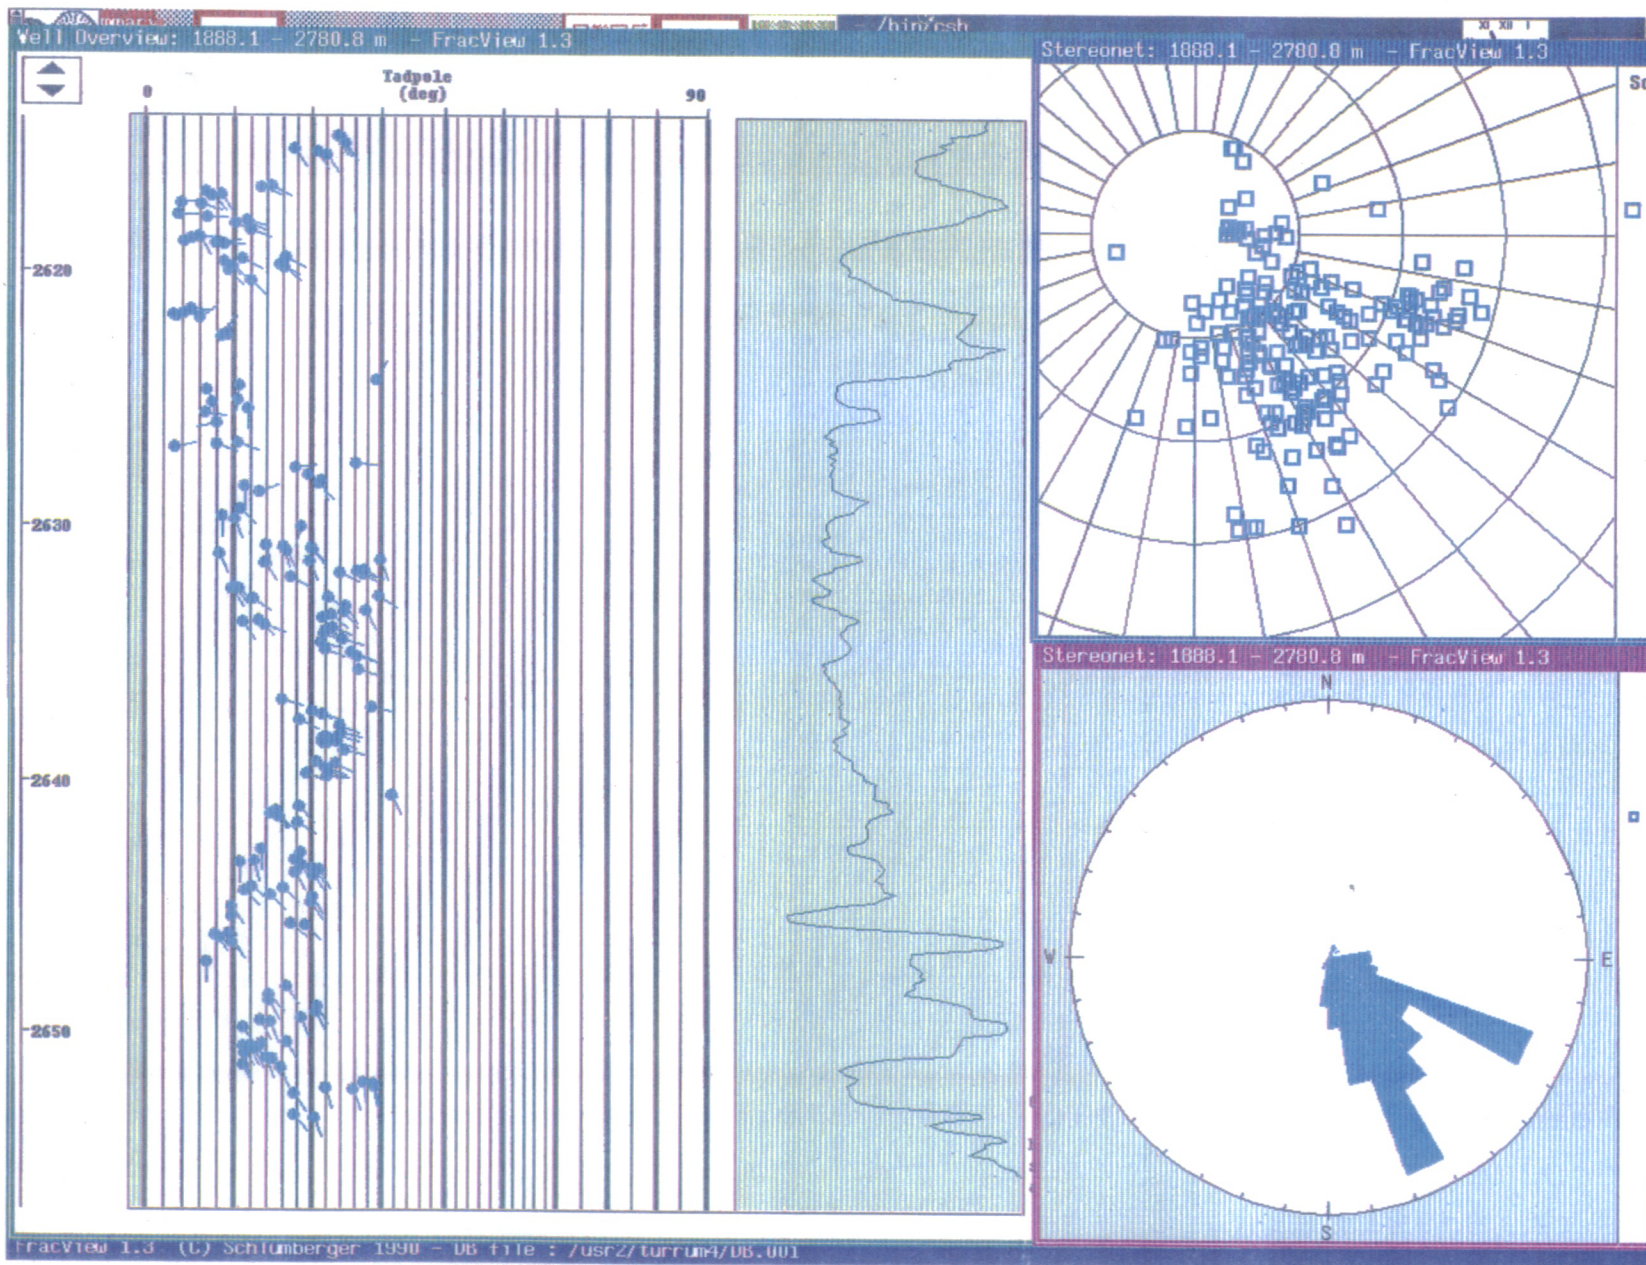 - /bin/csh
XI XII I
Well Overview: 1888.1 - 2780.8 m - FracView 1.3
Stereonet: 1888.1 - 2780.8 m - FracView 1.3
Tadpole
(deg)
0
90
2620
2630
2640
2650
Stereonet: 1888.1 - 2780.8 m - FracView 1.3
N
W
E
S
FracView 1.3 (C) Schlumberger 1990 - DB file : /usr2/turrum4/DB.001